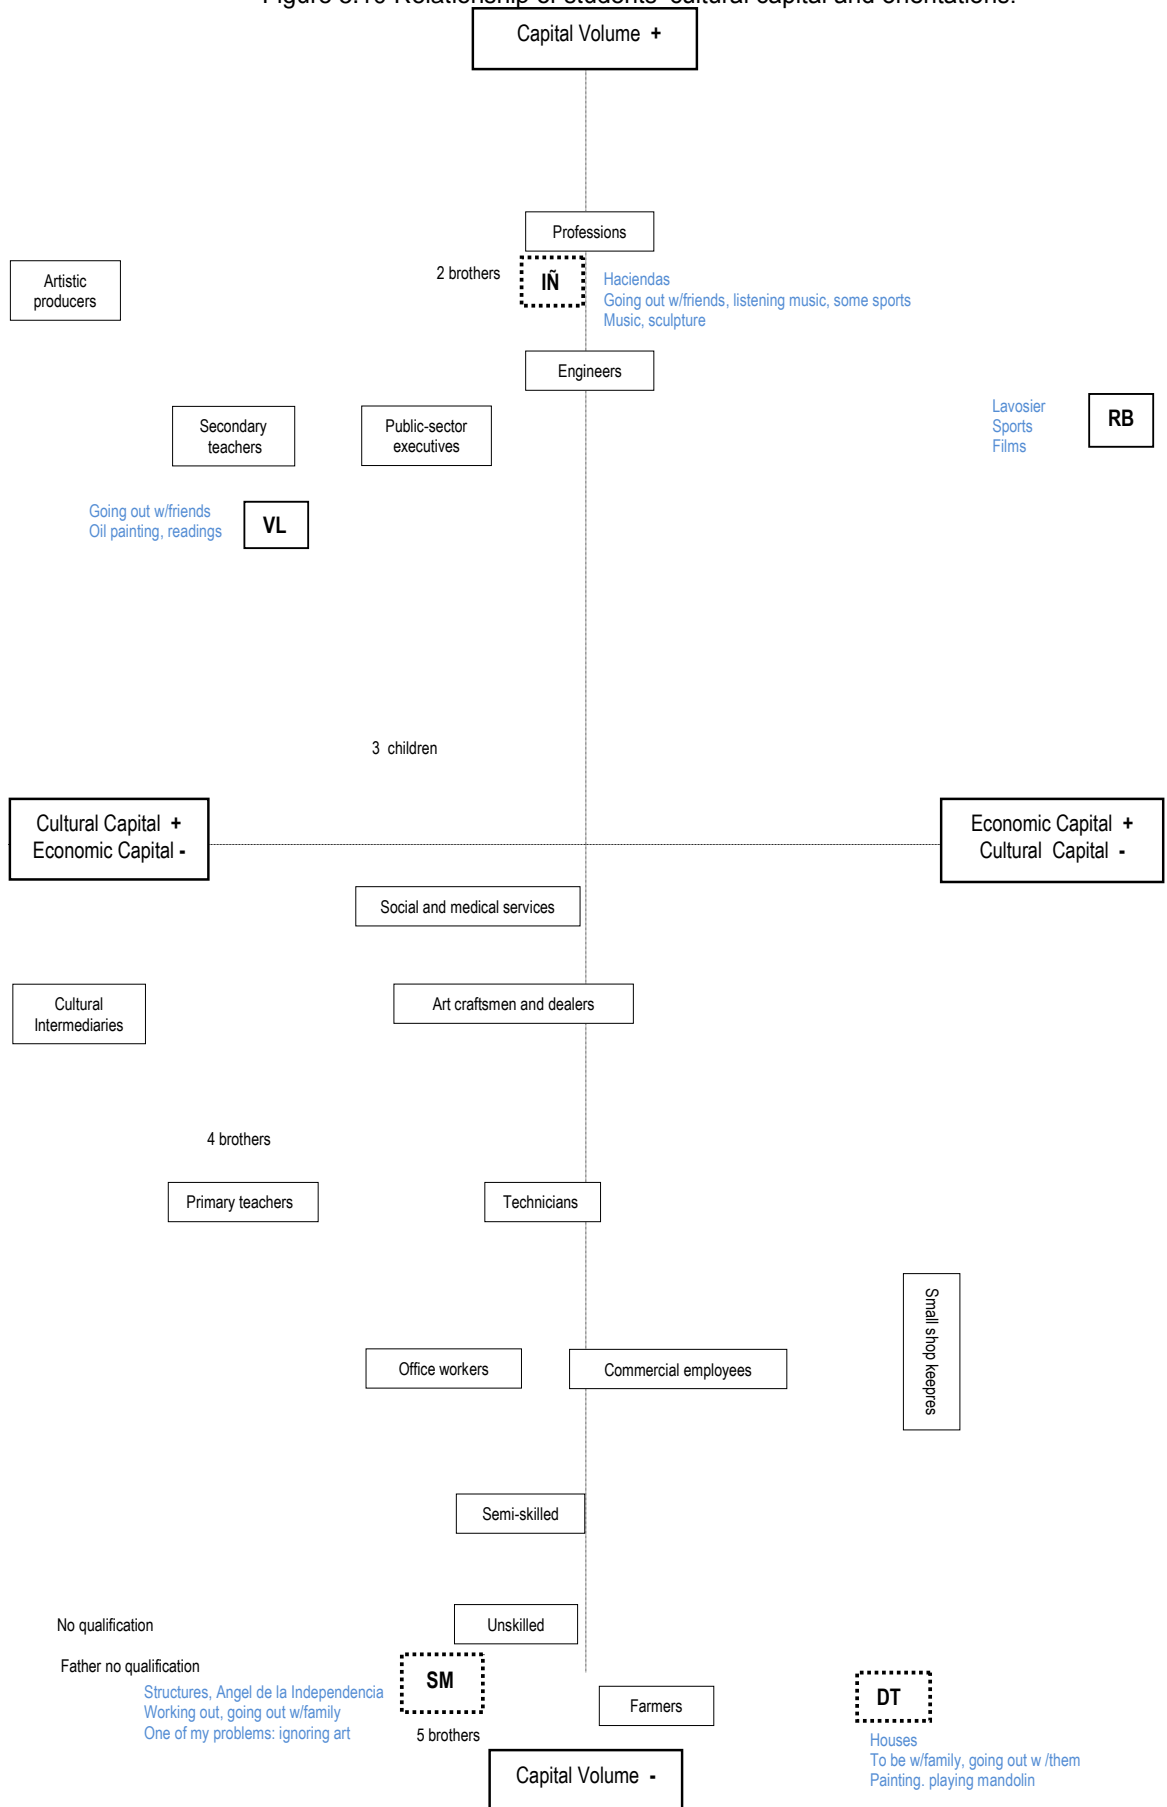 Capital Volume +
Professions
2 brothers
IÑ
Artistic
producers
Haciendas
Going out w/friends, listening music, some sports
Music, sculpture
Engineers
Secondary
teachers
Public-sector
executives
Lavosier
Sports
Films
RB
Going out w/friends
Oil painting, readings
VL
3 children
Cultural Capital +
Economic Capital -
Economic Capital +
Cultural Capital -
Social and medical services
Cultural
Intermediaries
Art craftsmen and dealers
4 brothers
Primary teachers
Technicians
Small shop keepres
Office workers
Commercial employees
Semi-skilled
No qualification
Unskilled
Father no qualification
Structures, Angel de la Independencia
Working out, going out w/family
One of my problems: ignoring art
SM
5 brothers
Farmers
DT
Houses
To be w/family, going out w /them
Painting. playing mandolin
Capital Volume -